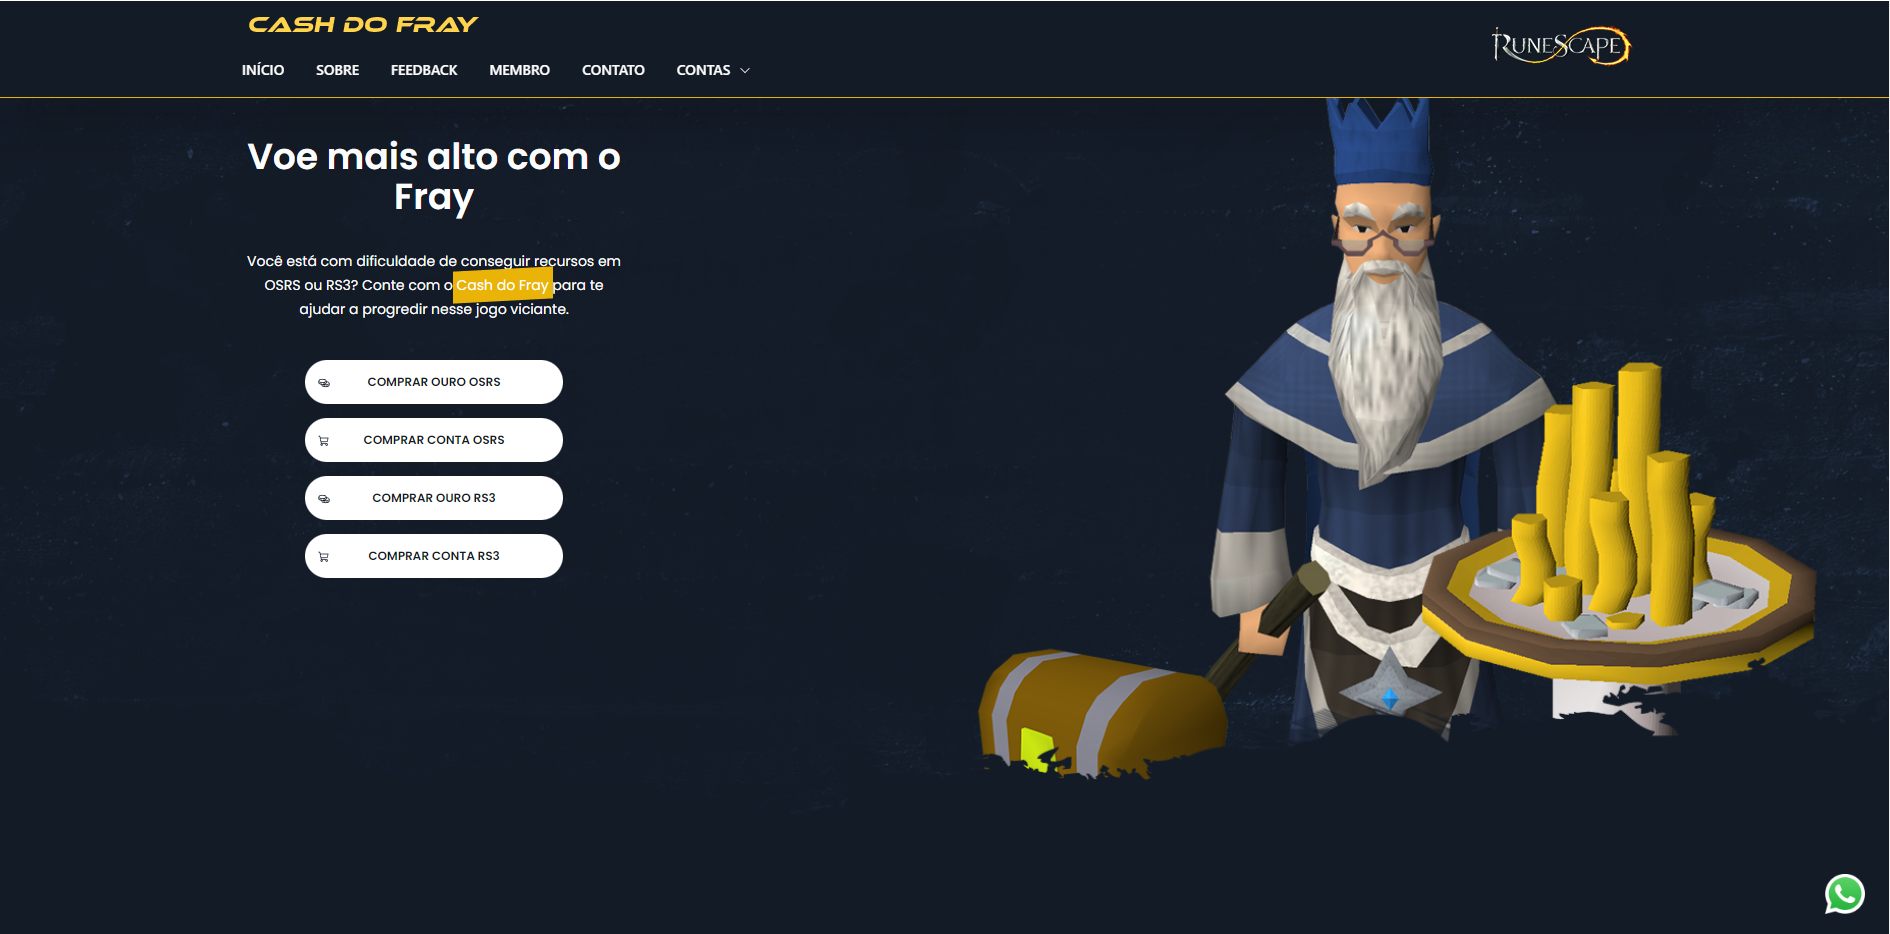 CASH DO FRAY
RUNESCAPE
INÍCIO SOBRE FEEDBACK MEMBRO CONTATO CONTAS
Voe mais alto com o
Fray
Você está com dificuldade de conseguir recursos em
OSRS ou RS3? Conte com o Cash do Fray para te
ajudar a progredir nesse jogo viciante.
COMPRAR OURO OSRS
COMPRAR CONTA OSRS
COMPRAR OURO RS3
COMPRAR CONTA RS3